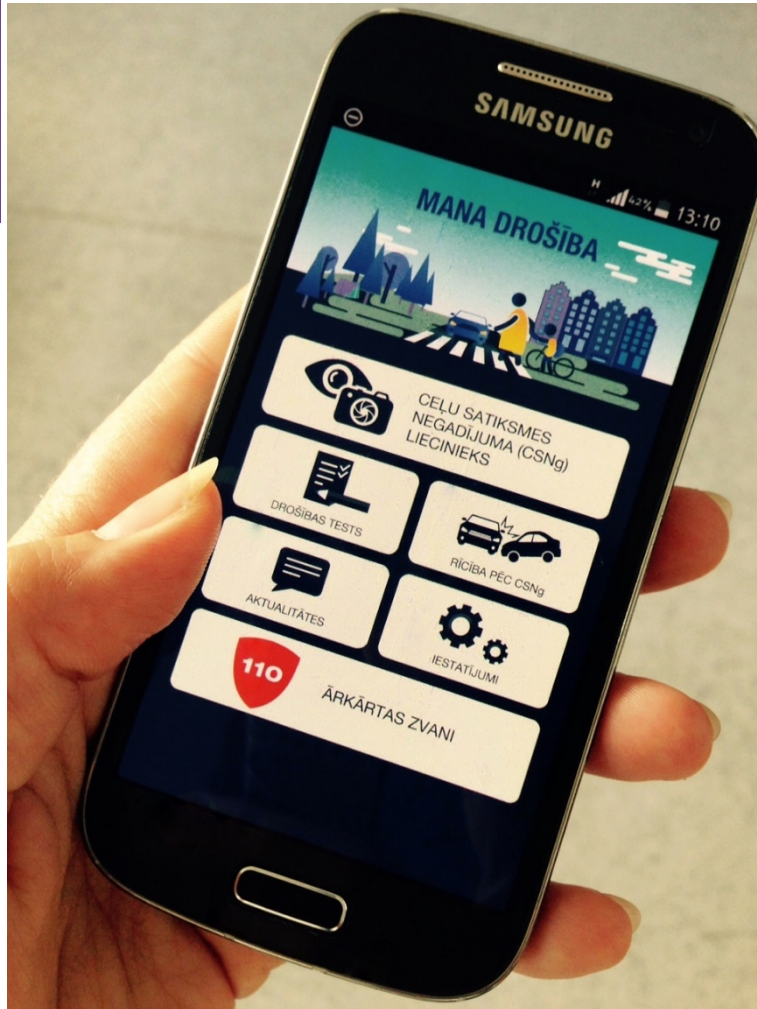 SAMSUNG
H 42% 13:10
MANA DROŠĪBA
CEĻU SATIKSMES
NEGADĪJUMA (CSNg)
LIECINIEKS
DROŠĪBAS TESTS
RĪCĪBA PĒC CSNg
AKTUALITĀTES
IESTATĪJUMI
110
ĀRKĀRTAS ZVANI